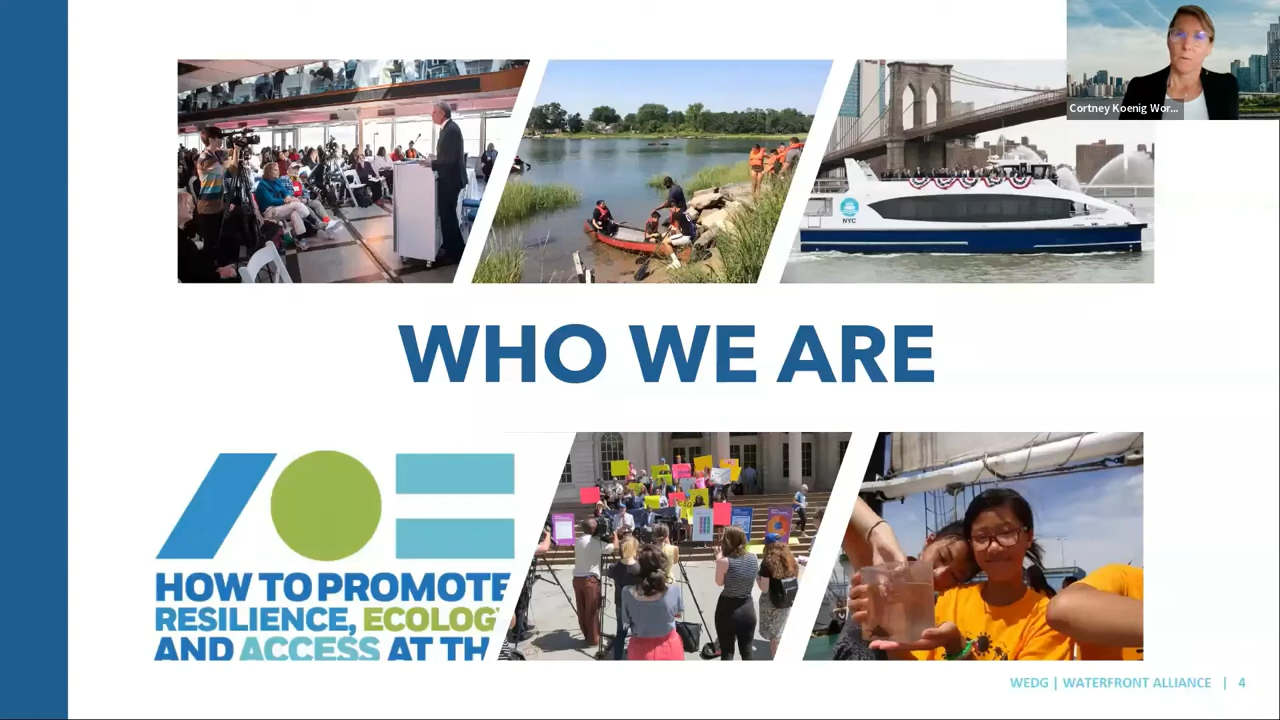 Cortney Koenig Wor...
NYC
WHO WE ARE
HOW TO PROMOTE
RESILIENCE, ECOLOG
AND ACCESS AT TH
WEDG | WATERFRONT ALLIANCE | 4